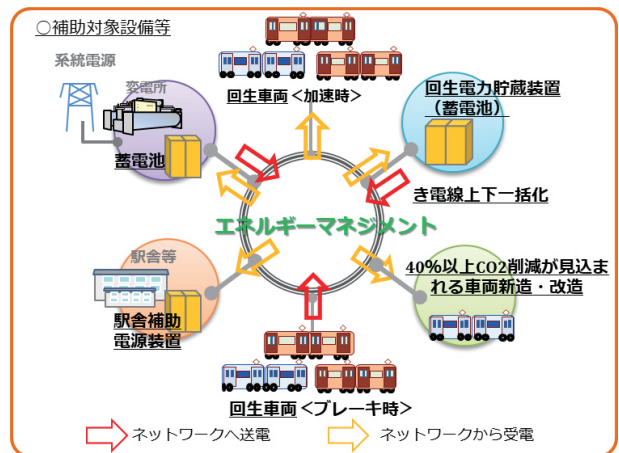 ○補助対象設備等
系統電源
変電所
蓄電池
回生車両<加速時>
回生電力貯蔵装置
(蓄電池)
き電線上下一括化
エネルギーマネジメント
駅舎等
駅舎補助
電源装置
40%以上CO2削減が見込ま
れる車両新造・改造
回生車両<ブレーキ時>
ネットワークへ送電
ネットワークから受電